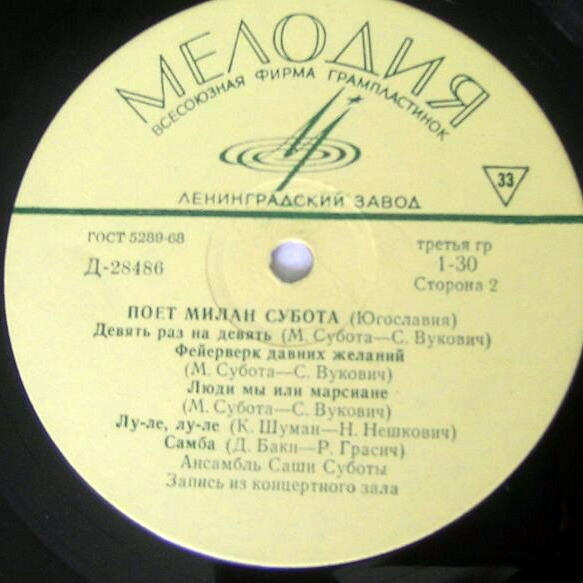 МЕЛОДИЯ
ВСЕСОЮЗНАЯ ФИРМА ГРАМПЛАСТИНОК
ЛЕНИНГРАДСКИЙ ЗАВОД
33
ГОСТ 5289-68
третья гр
Д-28486
1-30
Сторона 2
ПОЕТ МИЛАН СУБОТА (Югославия)
Девять раз на девять (М. Субота—С. Вукович)
Фейерверк давних желаний
(М. Субота—С. Вукович)
Люди мы или марсиане
(М. Субота—С. Вукович)
Лу-ле, лу-ле (К. Шуман—Н. Нешкович)
Самба (Д. Баки—Р. Грасич)
Ансамбль Саши Суботы
Запись из концертного зала